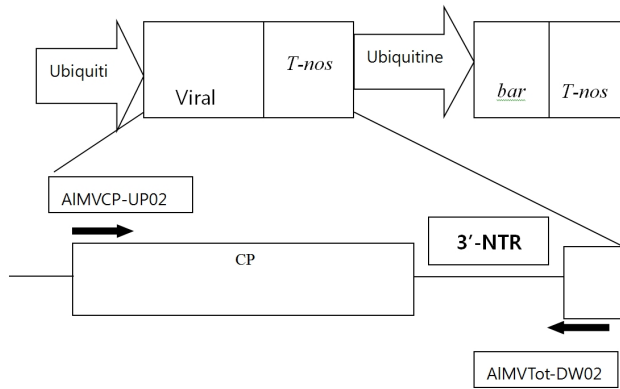 Ubiquiti
Viral
T-nos
Ubiquitine
bar
T-nos
AlMVCP-UP02
CP
3′-NTR
AlMVTot-DW02